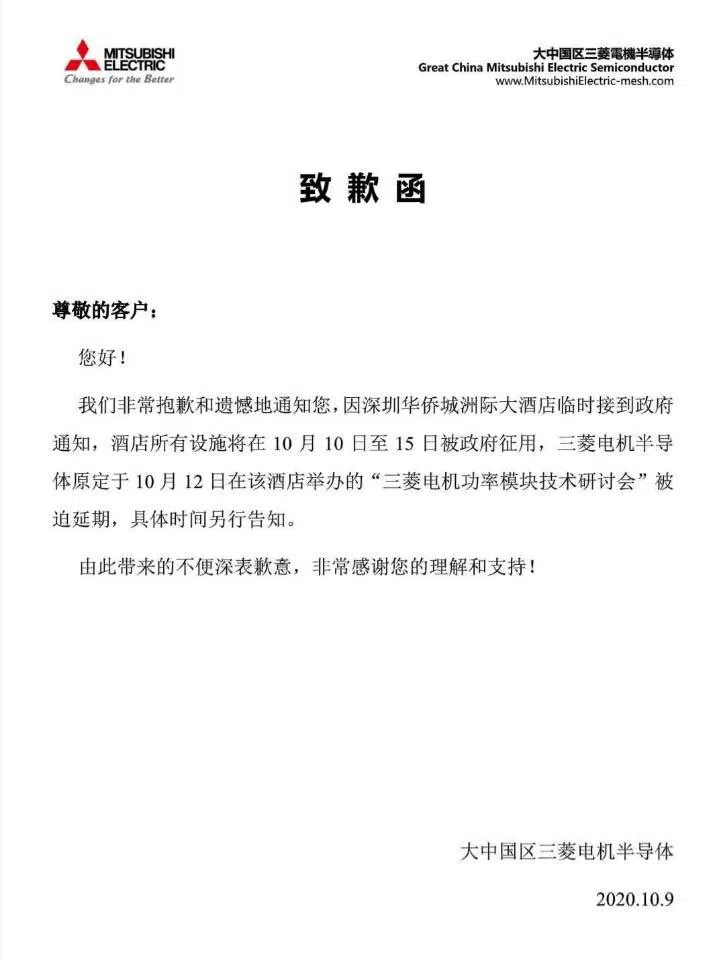 MITSUBISHI
ELECTRIC
Changes for the Better
大中国区三菱電機半導体
Great China Mitsubishi Electric Semiconductor
www.MitsubishiElectric-mesh.com
致歉函
尊敬的客户：
您好！
我们非常抱歉和遗憾地通知您，因深圳华侨城洲际大酒店临时接到政府
通知，酒店所有设施将在 10 月 10 日至 15 日被政府征用，三菱电机半导
体原定于 10 月 12 日在该酒店举办的“三菱电机功率模块技术研讨会”被
迫延期，具体时间另行告知。
由此带来的不便深表歉意，非常感谢您的理解和支持！
大中国区三菱电机半导体
2020.10.9